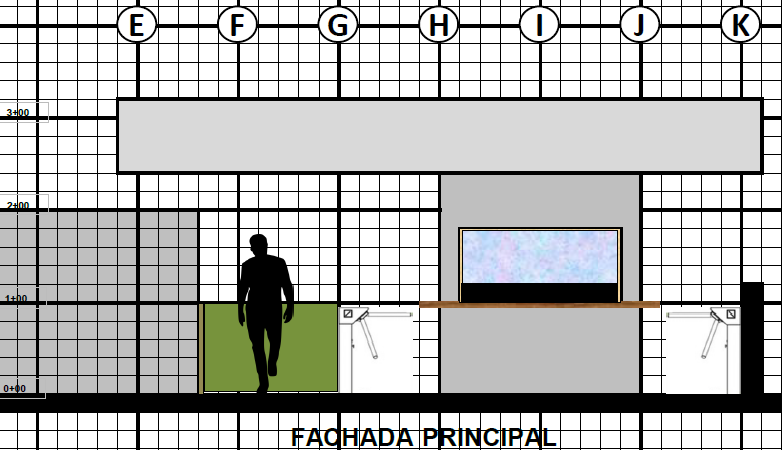 E F G H I J K
3+00
2+00
1+00
0+00
FACHADA PRINCIPAL